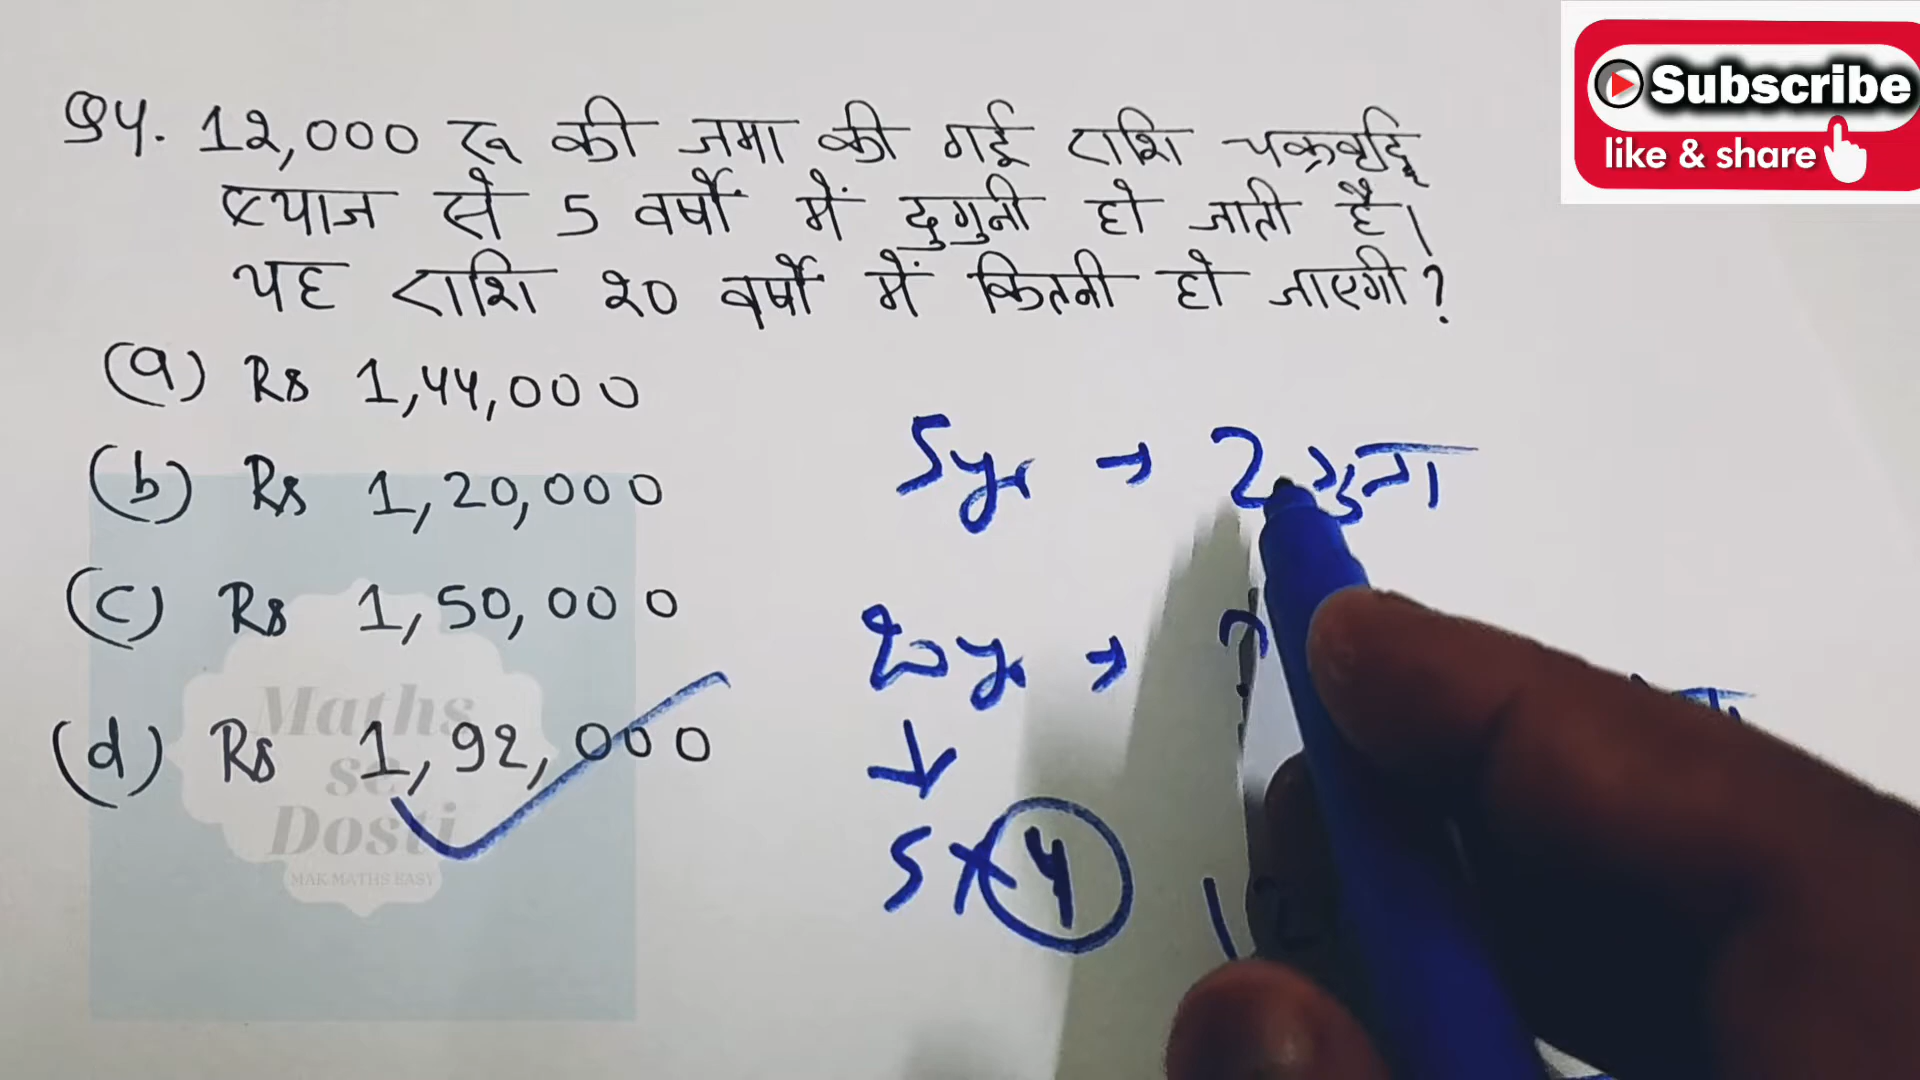 Q4. 12,000 रू की जमा की गई राशि चक्रवृद्धि
ब्याज से 5 वर्षों में दुगुनी हो जाती है।
यह राशि 20 वर्षों में कितनी हो जाएगी?
(a) Rs 1,44,000
(b) Rs 1,20,000
(c) Rs 1,50,000
(d) Rs 1,92,000
5yr → 2 गुना
20yr → ?
↓
5×4
Maths
se
Dosti
MAK MATHS EASY
Subscribe
like & share